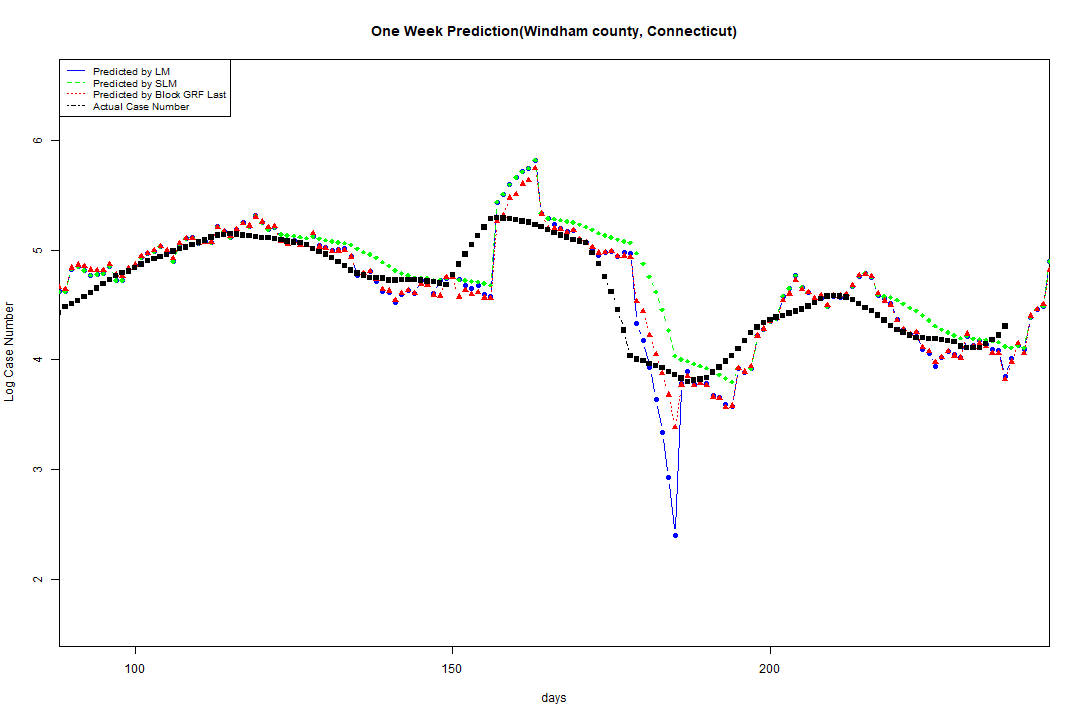 One Week Prediction(Windham county, Connecticut)
Predicted by LM
Predicted by SLM
Predicted by Block GRF Last
Actual Case Number
6
5
4
3
2
Log Case Number
100 150 200
days